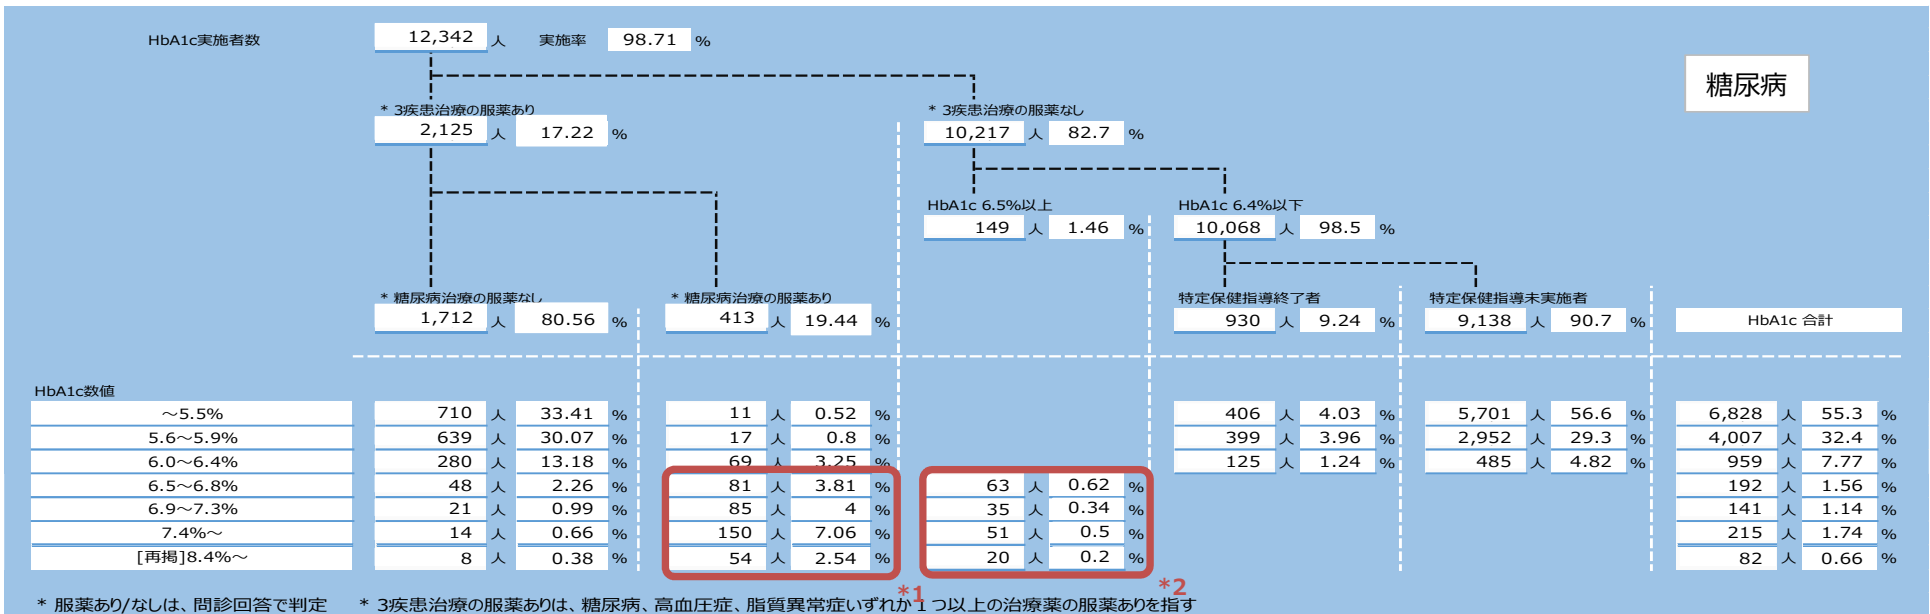 HbA1c実施者数 12,342 人 実施率 98.71 %
糖尿病
* 3疾患治療の服薬あり * 3疾患治療の服薬なし
2,125 人 17.22 % 10,217 人 82.7 %
HbA1c 6.5%以上 HbA1c 6.4%以下
149 人 1.46 % 10,068 人 98.5 %
* 糖尿病治療の服薬なし * 糖尿病治療の服薬あり 特定保健指導終了者 特定保健指導未実施者
1,712 人 80.56 % 413 人 19.44 % 930 人 9.24 % 9,138 人 90.7 % HbA1c 合計
HbA1c数値
～5.5% 710 人 33.41 % 11 人 0.52 % 406 人 4.03 % 5,701 人 56.6 % 6,828 人 55.3 %
5.6～5.9% 639 人 30.07 % 17 人 0.8 % 399 人 3.96 % 2,952 人 29.3 % 4,007 人 32.4 %
6.0～6.4% 280 人 13.18 % 69 人 3.25 % 125 人 1.24 % 485 人 4.82 % 959 人 7.77 %
6.5～6.8% 48 人 2.26 % 81 人 3.81 % 63 人 0.62 % 192 人 1.56 %
6.9～7.3% 21 人 0.99 % 85 人 4 % 35 人 0.34 % 141 人 1.14 %
7.4%～ 14 人 0.66 % 150 人 7.06 % 51 人 0.5 % 215 人 1.74 %
[再掲]8.4%～ 8 人 0.38 % 54 人 2.54 % 20 人 0.2 % 82 人 0.66 %
*1 *2
* 服薬あり/なしは、問診回答で判定 * 3疾患治療の服薬ありは、糖尿病、高血圧症、脂質異常症いずれか１つ以上の治療薬の服薬ありを指す